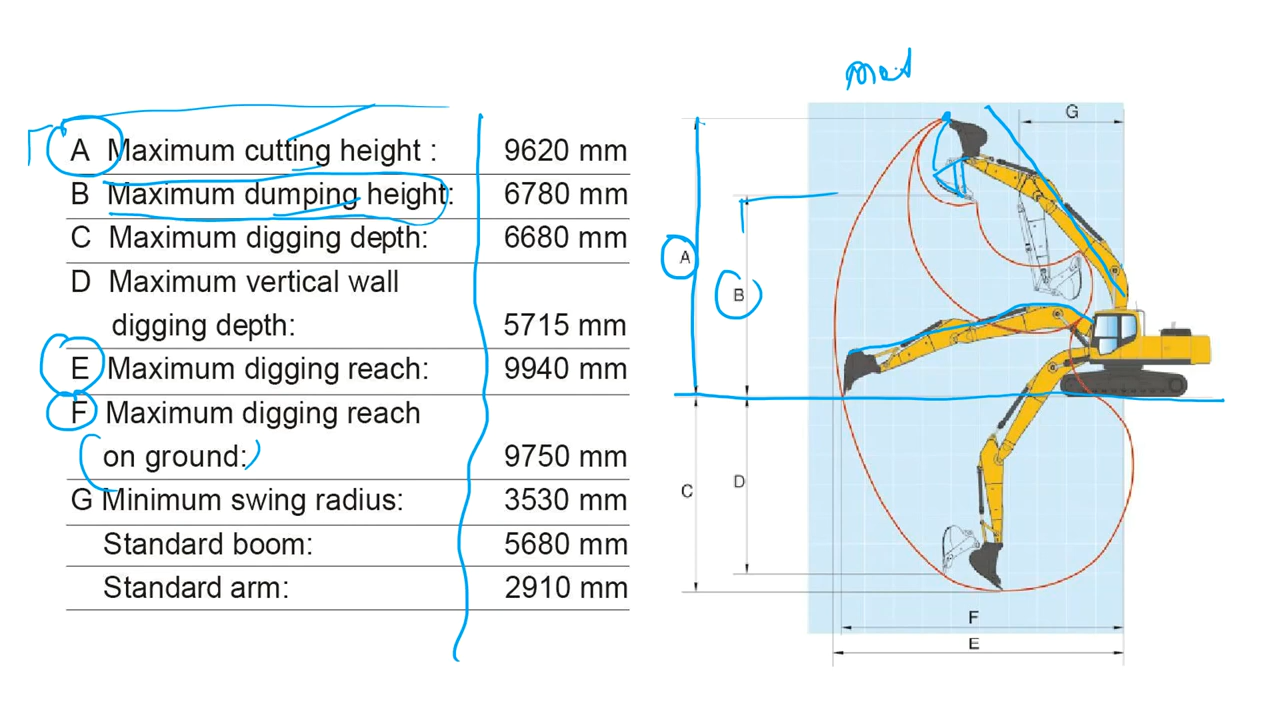 A Maximum cutting height : 9620 mm
B Maximum dumping height: 6780 mm
C Maximum digging depth: 6680 mm
D Maximum vertical wall
digging depth: 5715 mm
E Maximum digging reach: 9940 mm
F Maximum digging reach
on ground: 9750 mm
G Minimum swing radius: 3530 mm
Standard boom: 5680 mm
Standard arm: 2910 mm
G
A
B
C
D
F
E